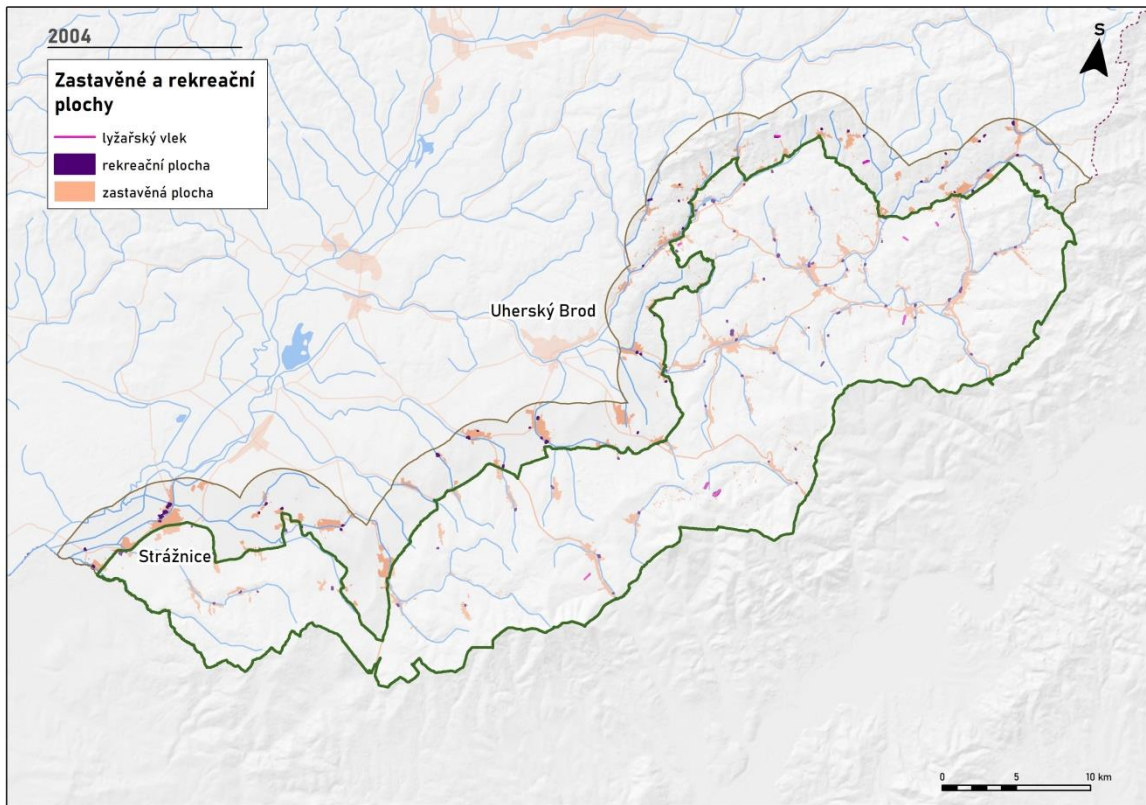 2004
Zastavěné a rekreační
plochy
lyžařský vlek
rekreační plocha
zastavěná plocha
S
Uherský Brod
Strážnice
0 5 10 km